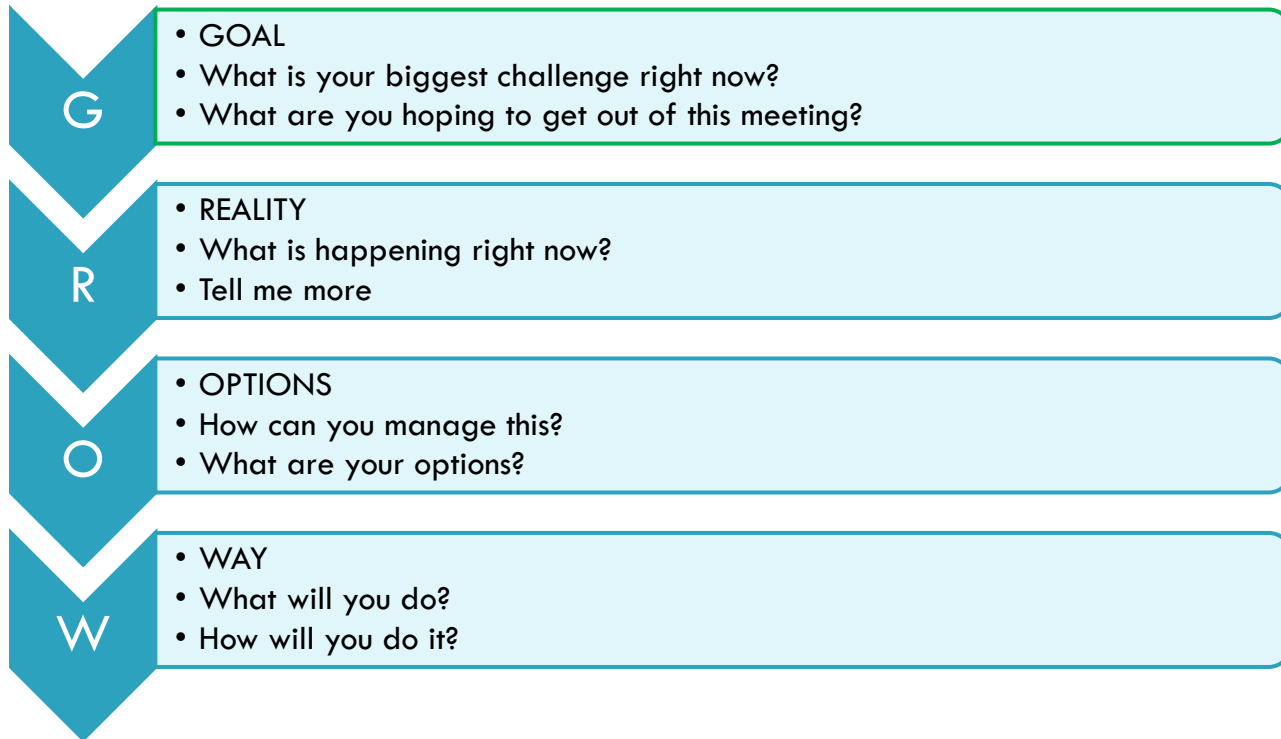 G
• GOAL
• What is your biggest challenge right now?
• What are you hoping to get out of this meeting?
R
• REALITY
• What is happening right now?
• Tell me more
O
• OPTIONS
• How can you manage this?
• What are your options?
W
• WAY
• What will you do?
• How will you do it?